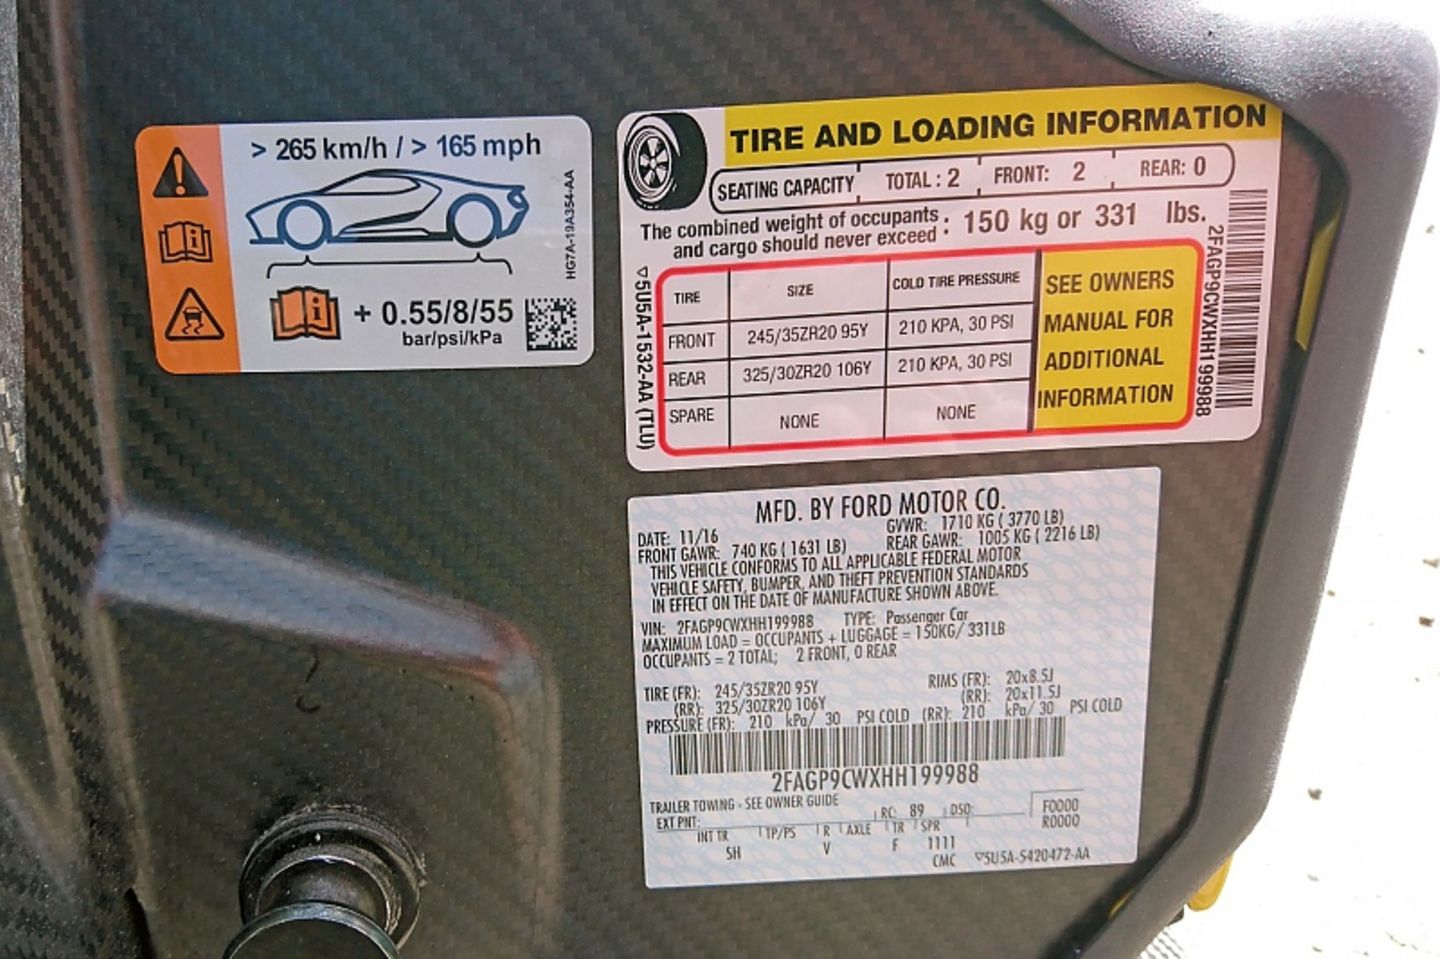 > 265 km/h / > 165 mph
+ 0.55/8/55
bar/psi/kPa
HG7A-19A354-AA
TIRE AND LOADING INFORMATION
SEATING CAPACITY TOTAL : 2 FRONT: 2 REAR: 0
The combined weight of occupants
and cargo should never exceed : 150 kg or 331 lbs.
TIRE SIZE COLD TIRE PRESSURE
FRONT 245/35ZR20 95Y 210 KPA, 30 PSI
REAR 325/30ZR20 106Y 210 KPA, 30 PSI
SPARE NONE NONE
SEE OWNERS
MANUAL FOR
ADDITIONAL
INFORMATION
5U5A-1532-AA (TLU)
2FAGP9CWXHH199988
MFD. BY FORD MOTOR CO.
DATE: 11/16 GVWR: 1710 KG ( 3770 LB)
FRONT GAWR: 740 KG ( 1631 LB) REAR GAWR: 1005 KG ( 2216 LB)
THIS VEHICLE CONFORMS TO ALL APPLICABLE FEDERAL MOTOR
VEHICLE SAFETY, BUMPER, AND THEFT PREVENTION STANDARDS
IN EFFECT ON THE DATE OF MANUFACTURE SHOWN ABOVE.
VIN: 2FAGP9CWXHH199988 TYPE: Passenger Car
MAXIMUM LOAD = OCCUPANTS + LUGGAGE = 150KG/ 331LB
OCCUPANTS = 2 TOTAL; 2 FRONT, 0 REAR
TIRE (FR): 245/35ZR20 95Y RIMS (FR): 20x8.5J
(RR): 325/30ZR20 106Y (RR): 20x11.5J
PRESSURE (FR): 210 kPa/ 30 PSI COLD (RR): 210 kPa/ 30 PSI COLD
2FAGP9CWXHH199988
TRAILER TOWING - SEE OWNER GUIDE
EXT PNT: RC: 89 DSO: F0000
INT TR TP/PS R AXLE TR SPR R0000
SH V F 1111
CMC 5U5A-5420472-AA